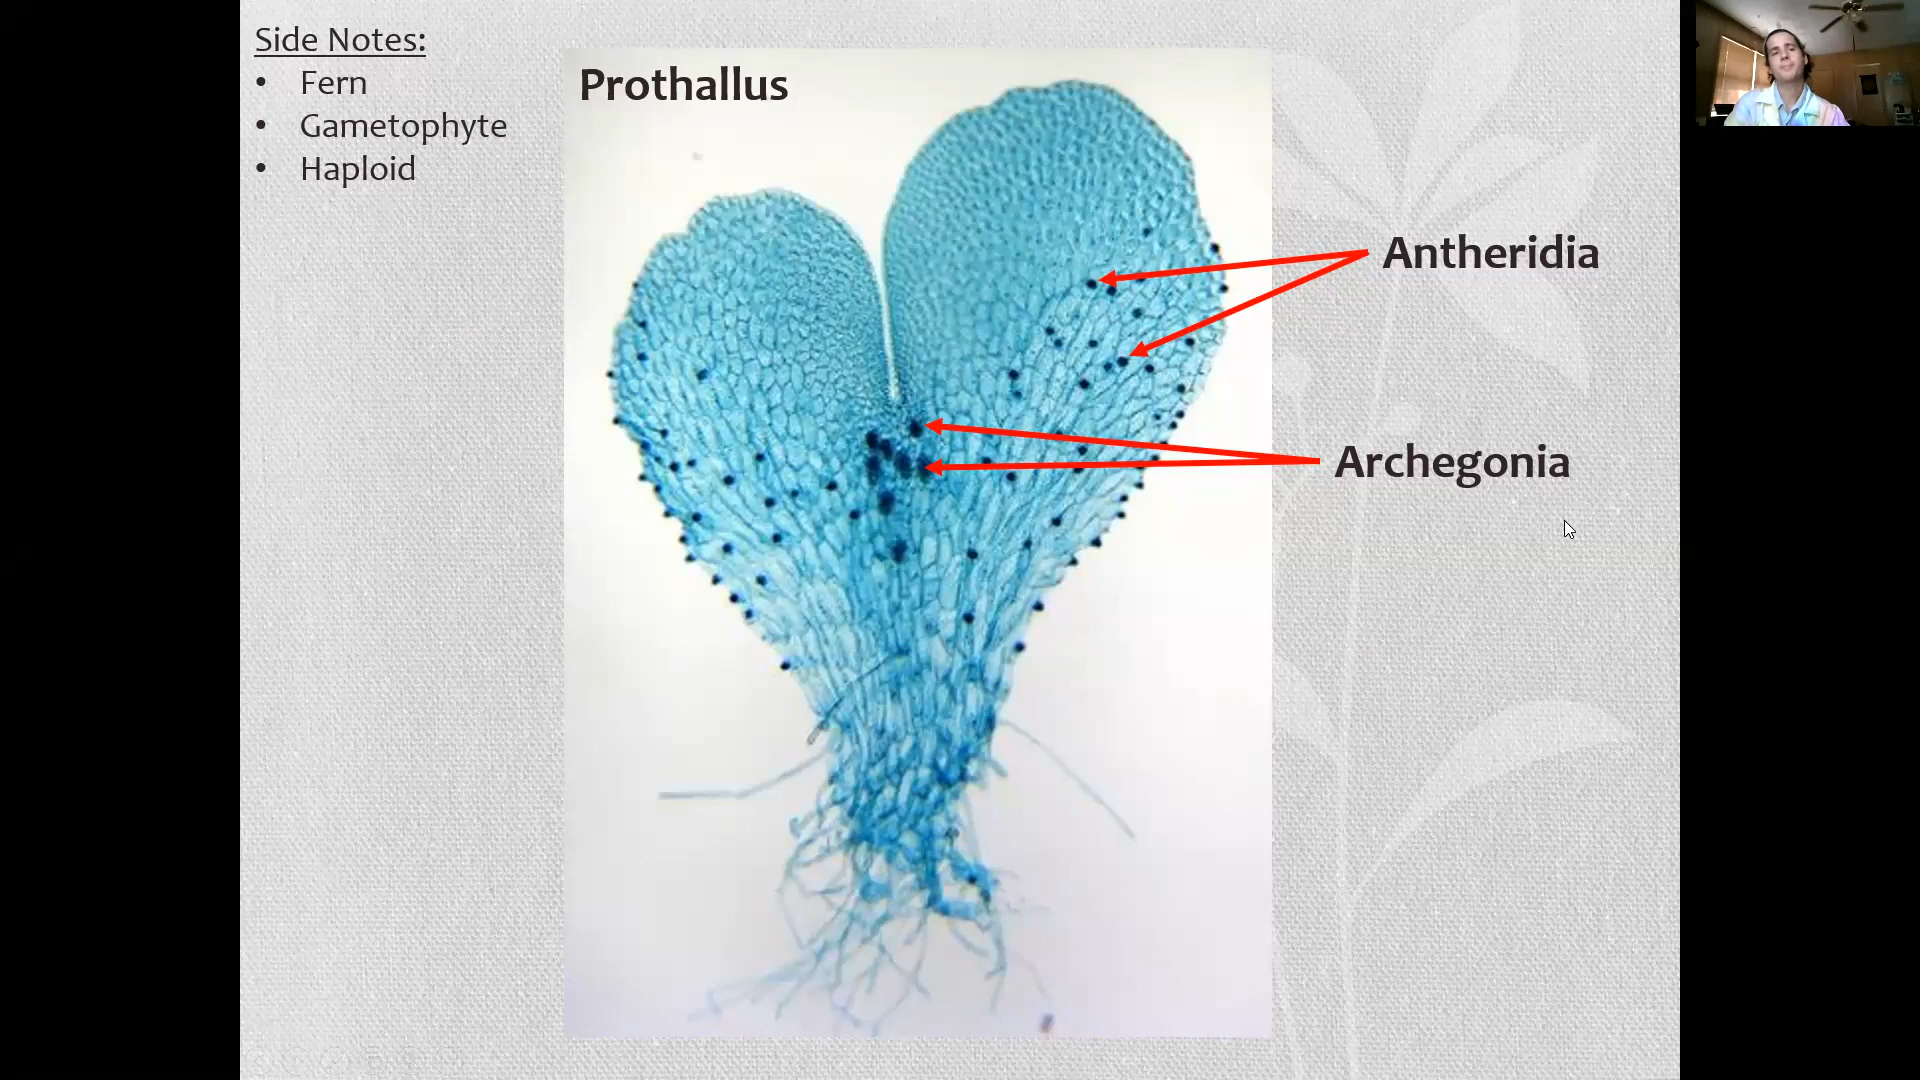 Side Notes:
• Fern
• Gametophyte
• Haploid
Prothallus
Antheridia
Archegonia